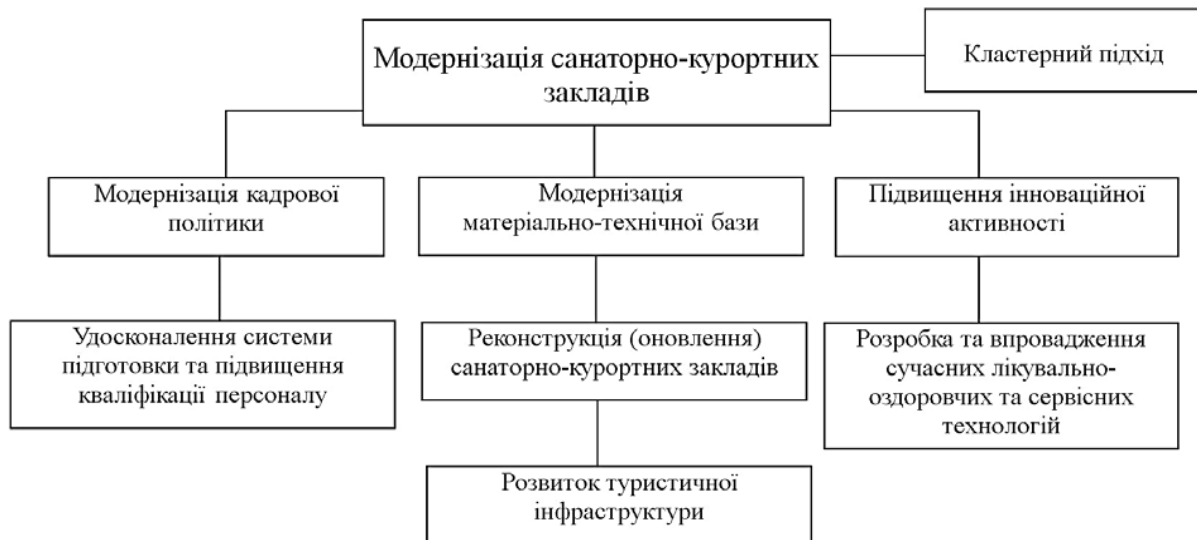 Модернізація санаторно-курортних
закладів
Кластерний підхід
Модернізація кадрової
політики
Модернізація
матеріально-технічної бази
Підвищення інноваційної
активності
Удосконалення системи
підготовки та підвищення
кваліфікації персоналу
Реконструкція (оновлення)
санаторно-курортних закладів
Розробка та впровадження
сучасних лікувально-
оздоровчих та сервісних
технологій
Розвиток туристичної
інфраструктури